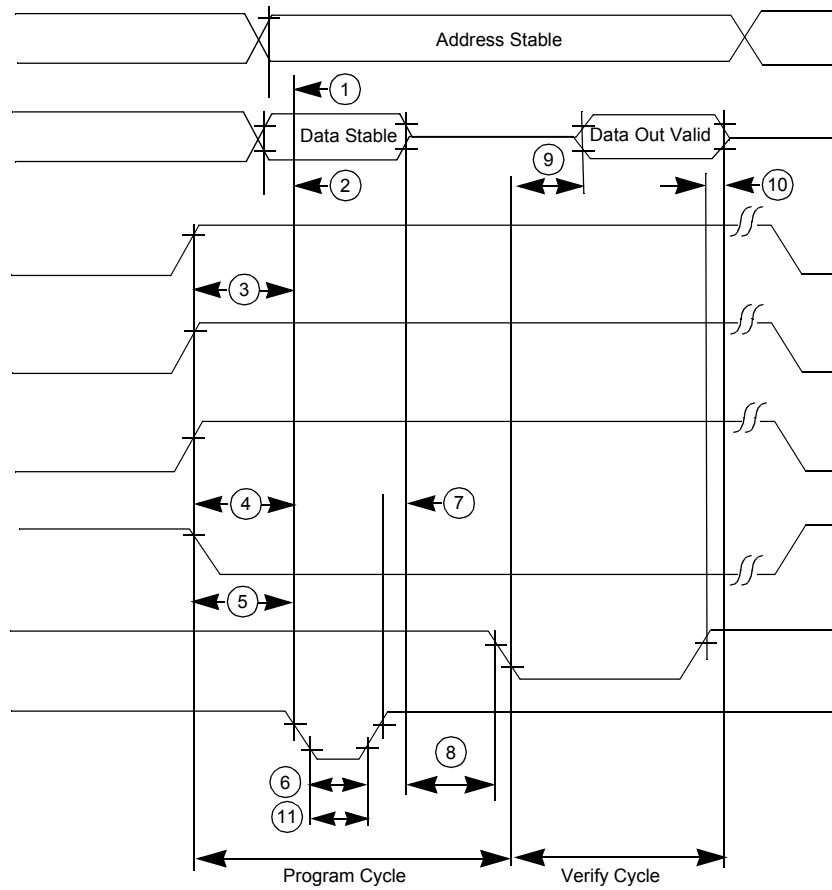 Address Stable
1
Data Stable
Data Out Valid
9
2
10
3
4
7
5
8
6
11
Program Cycle
Verify Cycle